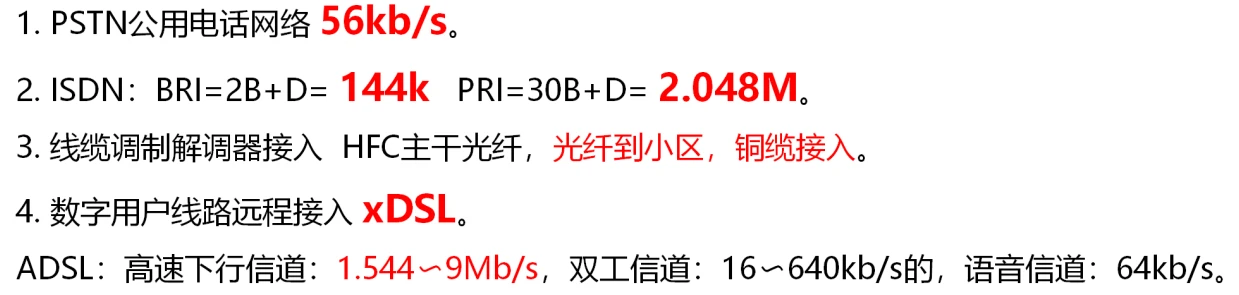 1. PSTN公用电话网络 56kb/s。
2. ISDN：BRI=2B+D= 144k PRI=30B+D= 2.048M。
3. 线缆调制解调器接入 HFC主干光纤，光纤到小区，铜缆接入。
4. 数字用户线路远程接入 xDSL。
ADSL：高速下行信道：1.544∽9Mb/s，双工信道：16∽640kb/s的，语音信道：64kb/s。